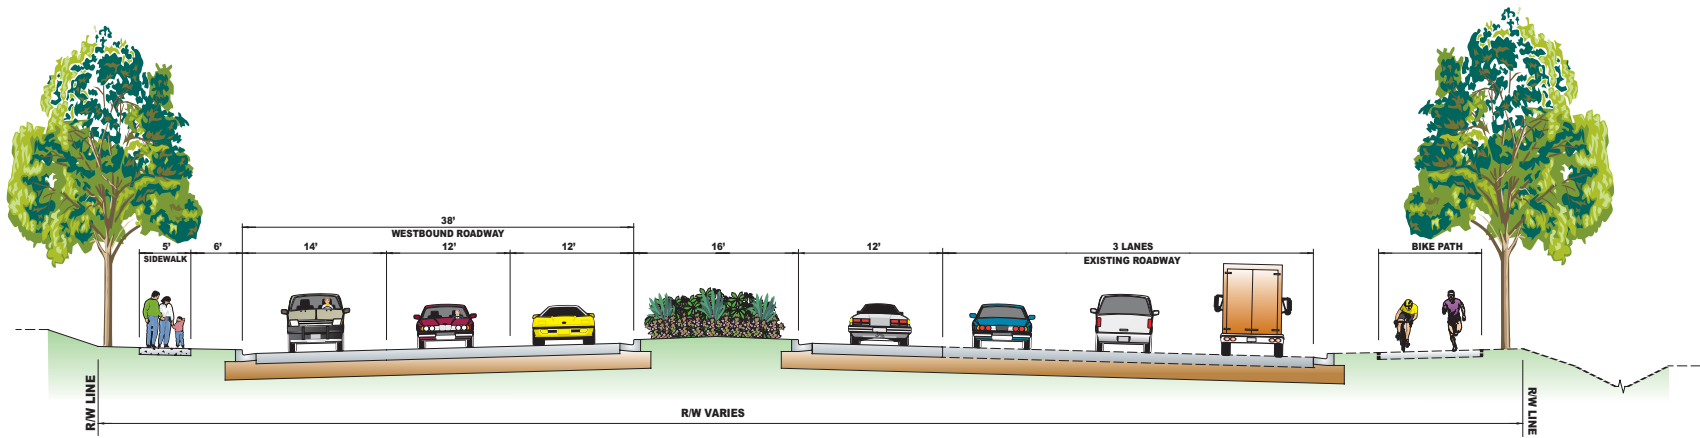 38'
WESTBOUND ROADWAY
5'
6'
14'
12'
12'
16'
12'
3 LANES
BIKE PATH
SIDEWALK
EXISTING ROADWAY
R/W LINE
R/W VARIES
R/W LINE